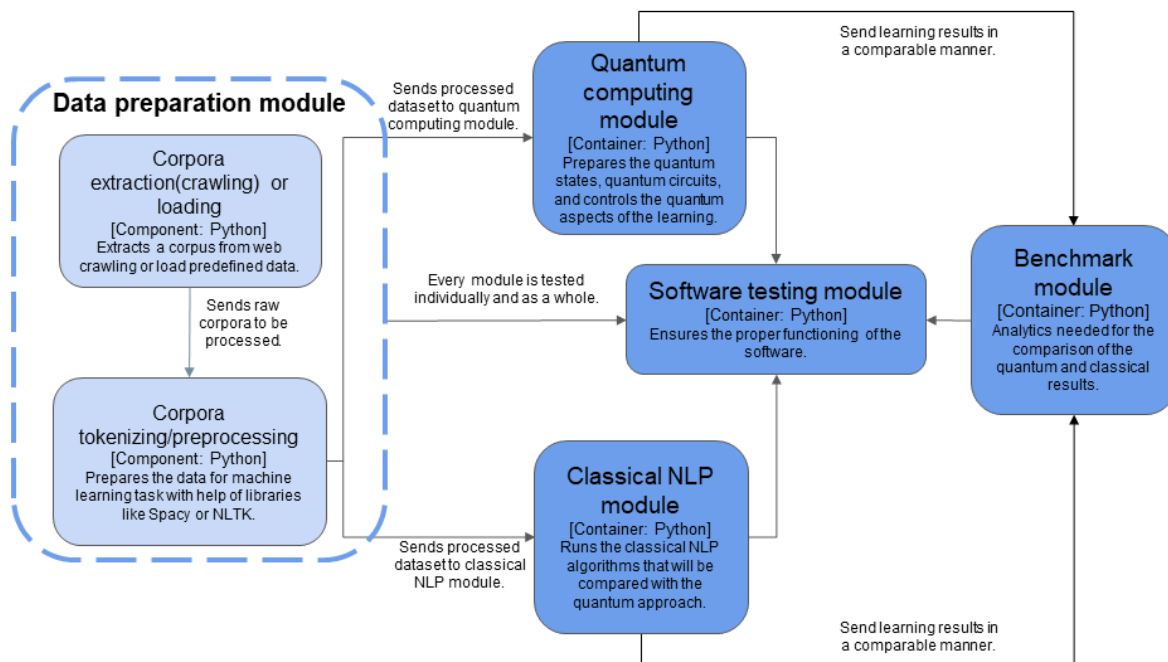 Data preparation module
Corpora
extraction(crawling) or
loading
[Component: Python]
Extracts a corpus from web
crawling or load predefined data.
Sends raw
corpora to be
processed.
Corpora
tokenizing/preprocessing
[Component: Python]
Prepares the data for machine
learning task with help of libraries
like Spacy or NLTK.
Sends processed
dataset to quantum
computing module.
Every module is tested
individually and as a whole.
Sends processed
dataset to classical
NLP module.
Quantum
computing
module
[Container: Python]
Prepares the quantum
states, quantum circuits,
and controls the quantum
aspects of the learning.
Software testing module
[Container: Python]
Ensures the proper functioning of the
software.
Classical NLP
module
[Container: Python]
Runs the classical NLP
algorithms that will be
compared with the
quantum approach.
Send learning results in
a comparable manner.
Benchmark
module
[Container: Python]
Analytics needed for the
comparison of the
quantum and classical
results.
Send learning results in
a comparable manner.